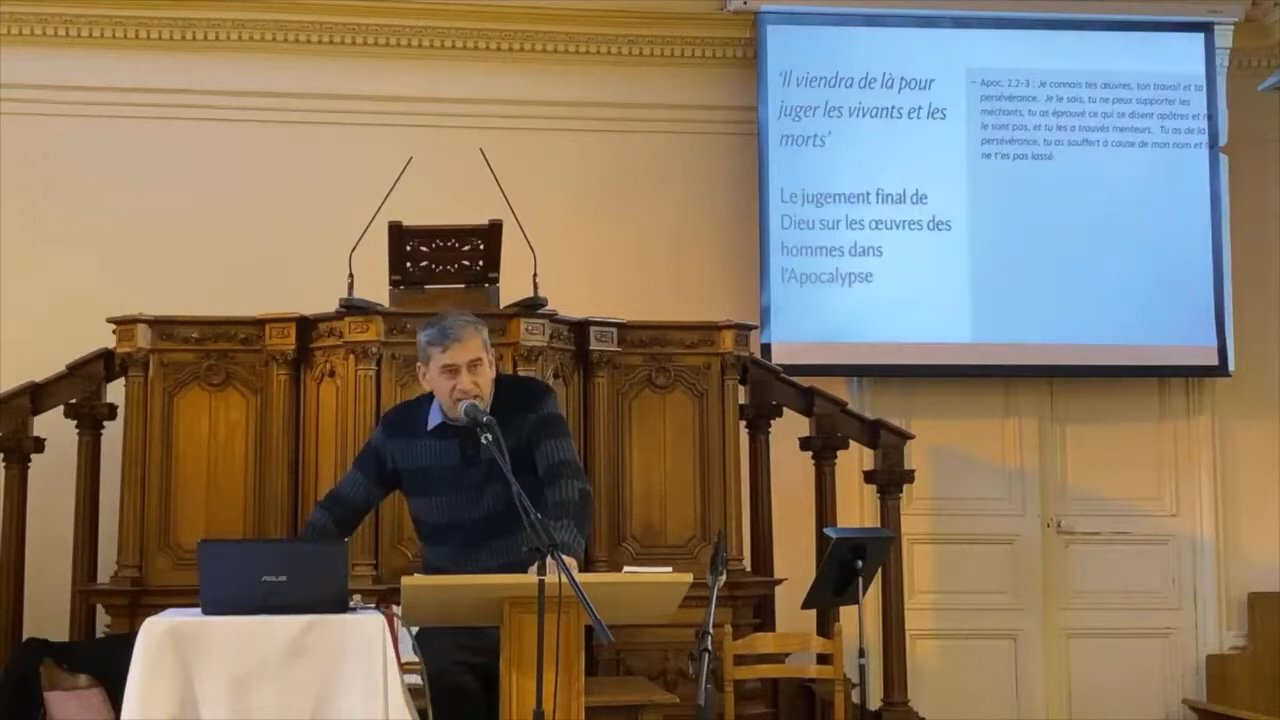 'Il viendra de là pour
juger les vivants et les
morts'
Le jugement final de
Dieu sur les œuvres des
hommes dans
l'Apocalypse
– Apoc. 2.2-3 : Je connais tes œuvres, ton travail et ta
persévérance. Je le sais, tu ne peux supporter les
méchants, tu as éprouvé ce qui se disent apôtres et ne
le sont pas, et tu les a trouvés menteurs. Tu as de la
persévérance, tu as souffert à cause de mon nom et tu
ne t'es pas lassé.
ASUS